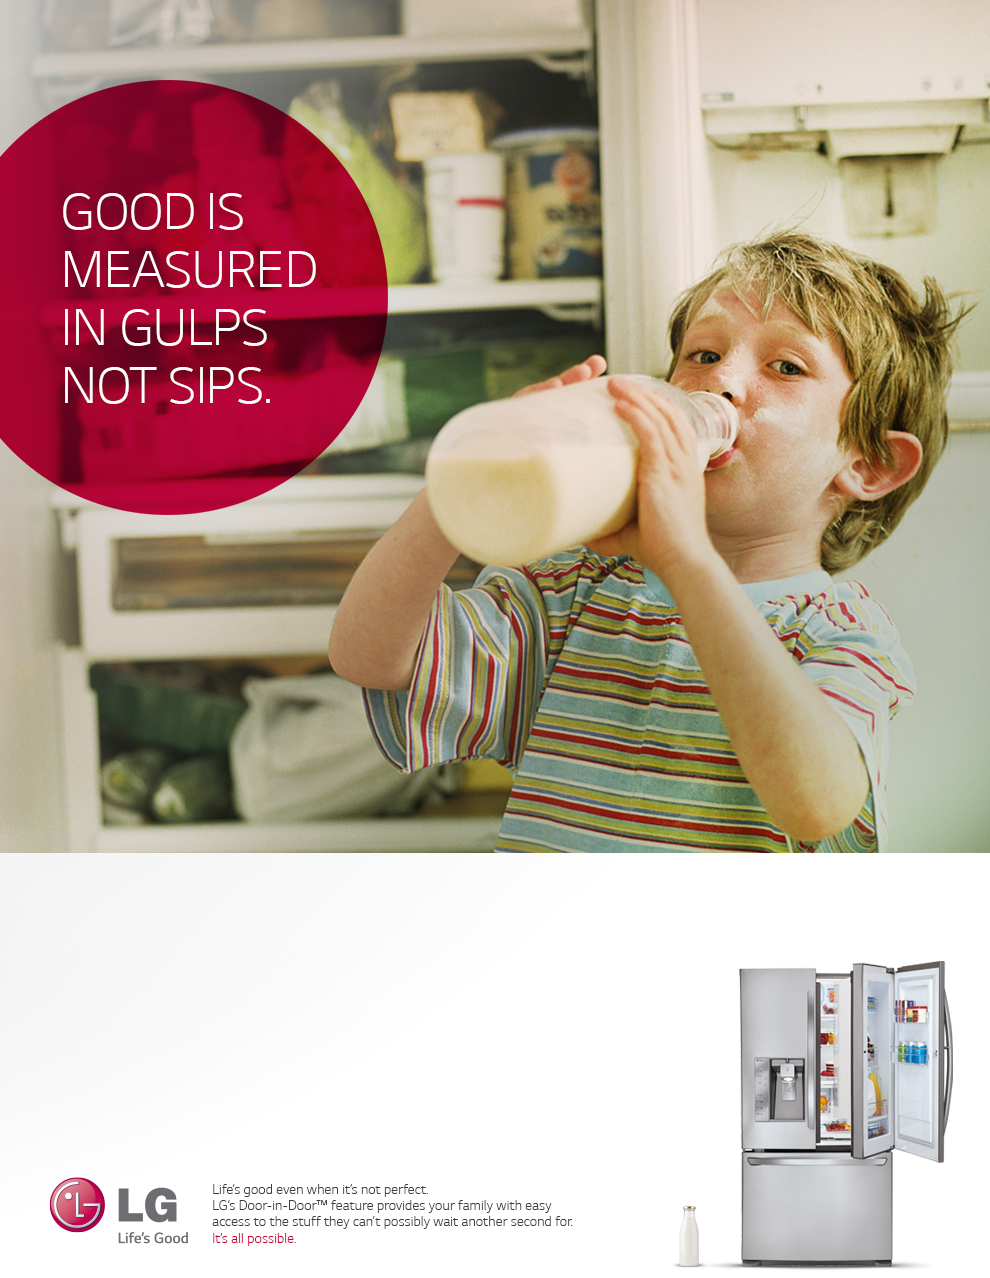 GOOD IS
MEASURED
IN GULPS
NOT SIPS.
LG
Life's Good
Life's good even when it's not perfect.
LG's Door-in-Door™ feature provides your family with easy
access to the stuff they can't possibly wait another second for.
It's all possible.